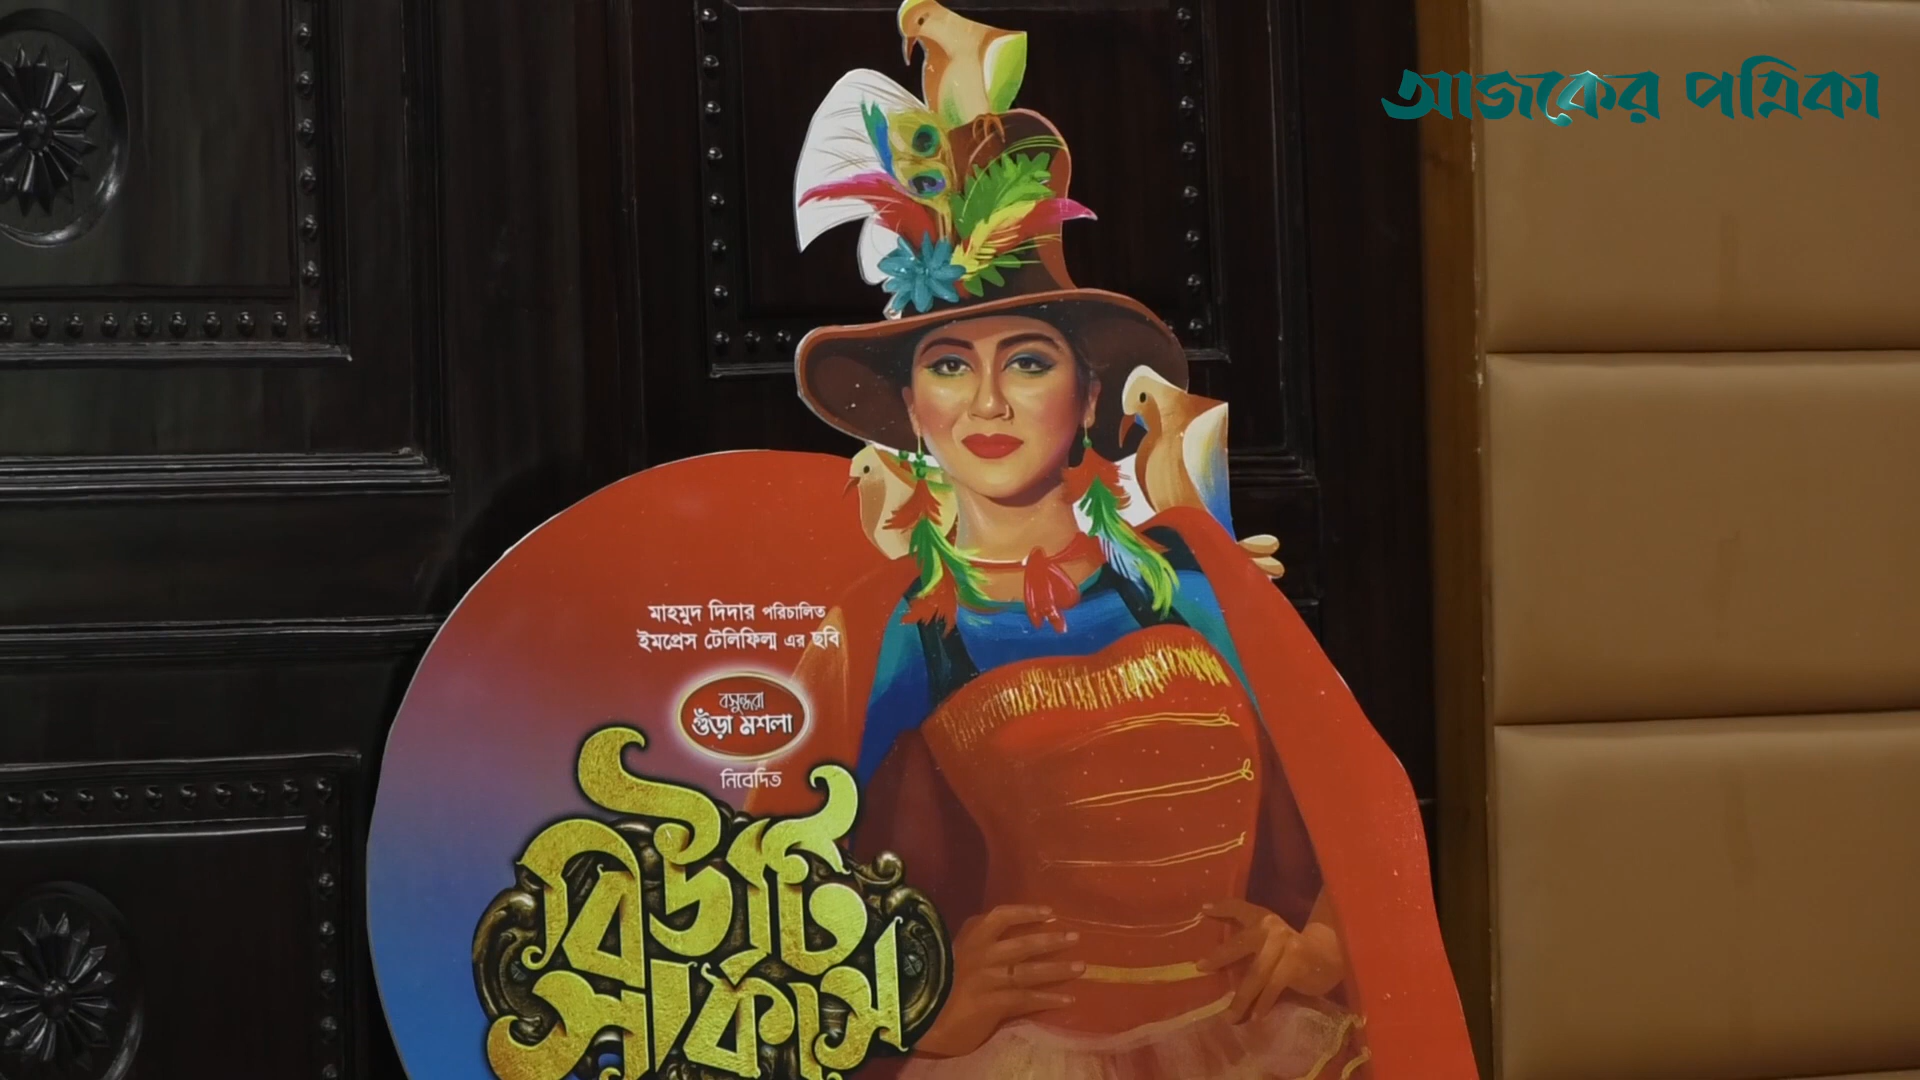 আজকের পত্রিকা
মাহমুদ দিদার পরিচালিত
ইমপ্রেস টেলিফিল্ম এর ছবি
বসুন্ধরা
গুঁড়া মশলা
নিবেদিত
বিউটি
সার্কাস